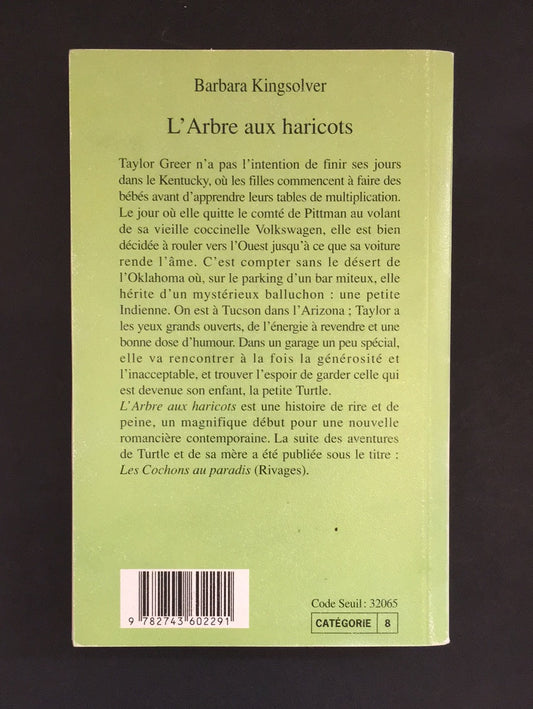 Barbara Kingsolver
L'Arbre aux haricots
Taylor Greer n'a pas l'intention de finir ses jours
dans le Kentucky, où les filles commencent à faire des
bébés avant d'apprendre leurs tables de multiplication.
Le jour où elle quitte le comté de Pittman au volant
de sa vieille coccinelle Volkswagen, elle est bien
décidée à rouler vers l'Ouest jusqu'à ce que sa voiture
rende l'âme. C'est compter sans le désert de
l'Oklahoma où, sur le parking d'un bar miteux, elle
hérite d'un mystérieux balluchon : une petite
Indienne. On est à Tucson dans l'Arizona ; Taylor a
les yeux grands ouverts, de l'énergie à revendre et une
bonne dose d'humour. Dans un garage un peu spécial,
elle va rencontrer à la fois la générosité et
l'inacceptable, et trouver l'espoir de garder celle qui
est devenue son enfant, la petite Turtle.
L'Arbre aux haricots est une histoire de rire et de
peine, un magnifique début pour une nouvelle
romancière contemporaine. La suite des aventures
de Turtle et de sa mère a été publiée sous le titre :
Les Cochons au paradis (Rivages).
9 782743 602291
Code Seuil : 32065
CATÉGORIE 8